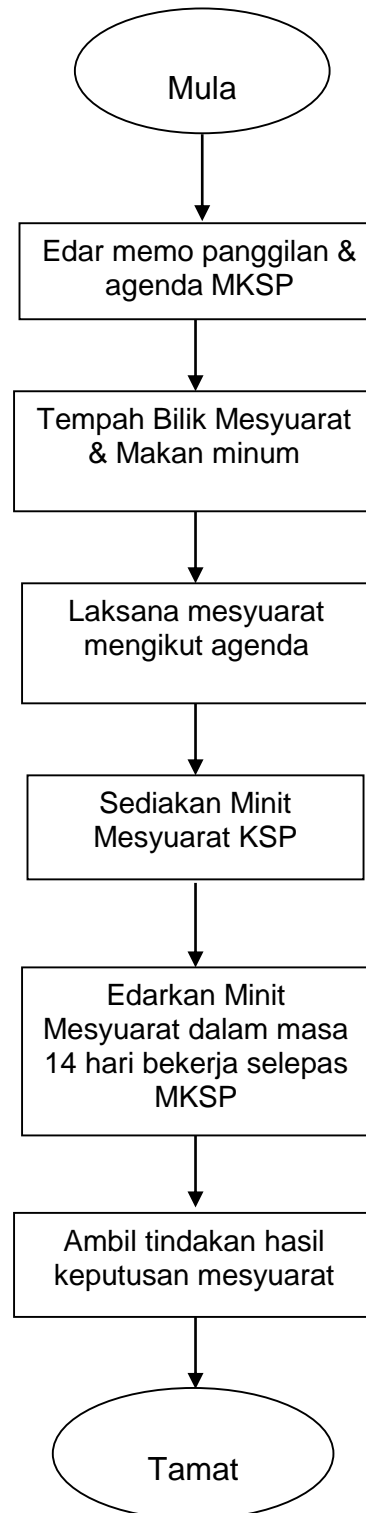 Mula
Edar memo panggilan &
agenda MKSP
Tempah Bilik Mesyuarat
& Makan minum
Laksana mesyuarat
mengikut agenda
Sediakan Minit
Mesyuarat KSP
Edarkan Minit
Mesyuarat dalam masa
14 hari bekerja selepas
MKSP
Ambil tindakan hasil
keputusan mesyuarat
Tamat